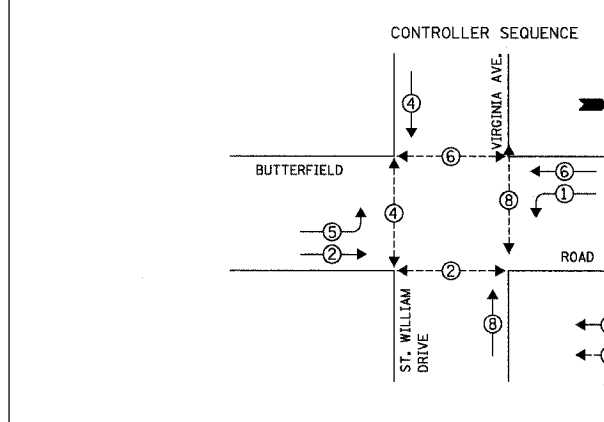 CONTROLLER SEQUENCE
VIRGINIA AVE.
4
6
BUTTERFIELD
6
1
4
8
5
2
ROAD
2
8
ST. WILLIAM
DRIVE